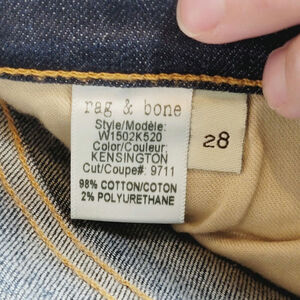 rag & bone
Style/Modèle:
W1502K520
Color/Couleur:
KENSINGTON
Cut/Coupe#: 9711
98% COTTON/COTON
2% POLYURETHANE
28